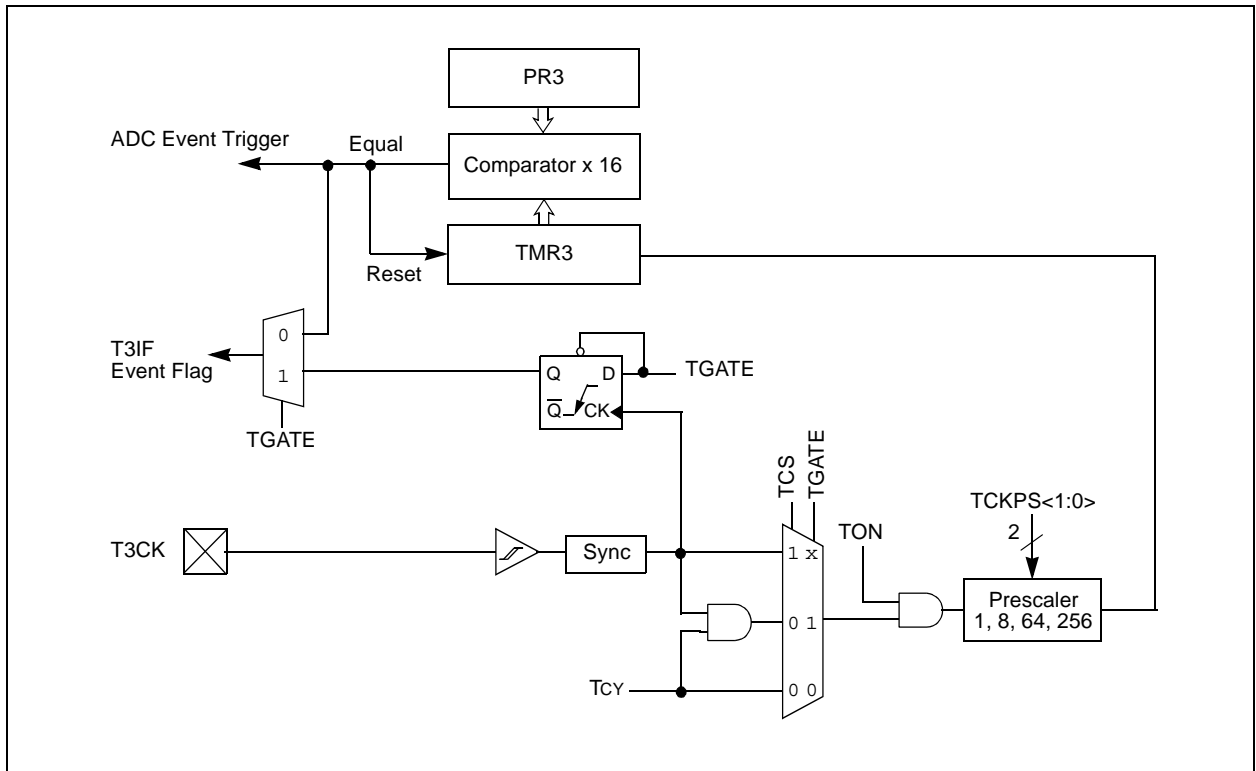 PR3
ADC Event Trigger
Equal
Comparator x 16
TMR3
Reset
0
T3IF
Event Flag
1
TGATE
Q D
Q̅ CK
TGATE
TCS
TGATE
TCKPS<1:0>
2
TON
T3CK
Sync
1 x
Prescaler
1, 8, 64, 256
0 1
TCY
0 0